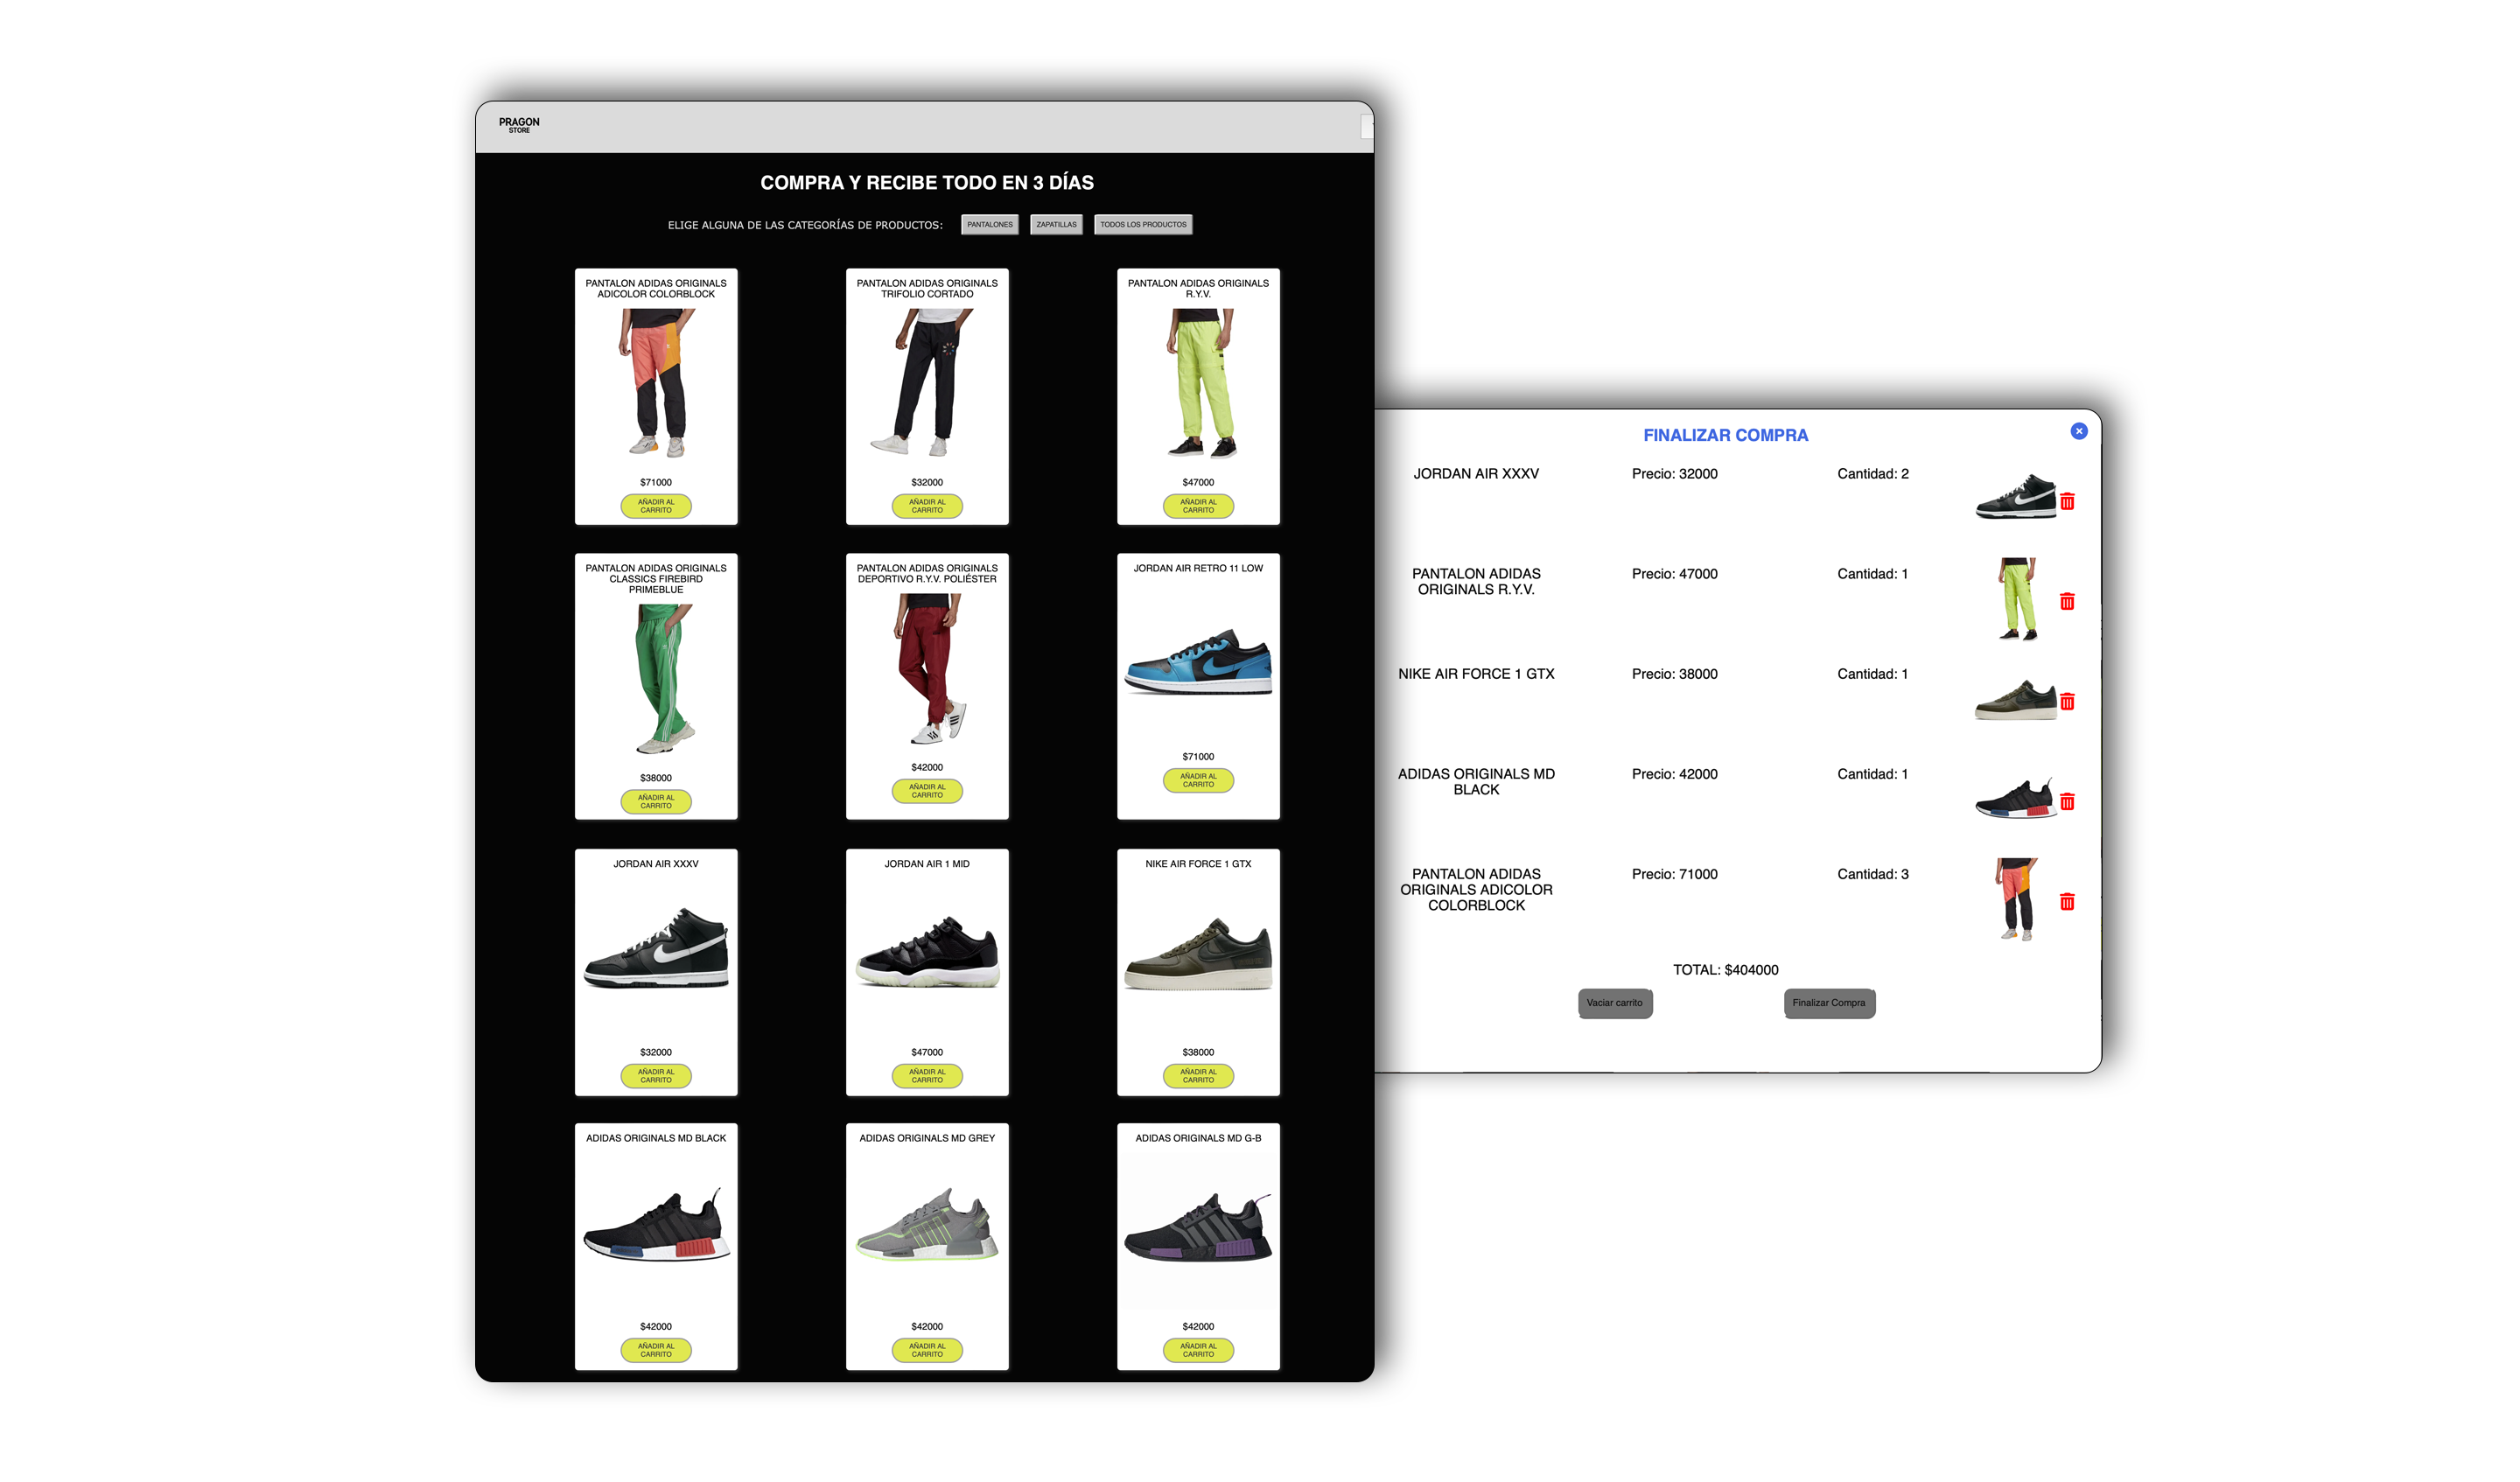 PRAGON
STORE
COMPRA Y RECIBE TODO EN 3 DÍAS
ELIGE ALGUNA DE LAS CATEGORÍAS DE PRODUCTOS:
PANTALONES
ZAPATILLAS
TODOS LOS PRODUCTOS
PANTALON ADIDAS ORIGINALS
ADICOLOR COLORBLOCK
$71000
AÑADIR AL
CARRITO
PANTALON ADIDAS ORIGINALS
TRIFOLIO CORTADO
$32000
AÑADIR AL
CARRITO
PANTALON ADIDAS ORIGINALS
R.Y.V.
$47000
AÑADIR AL
CARRITO
PANTALON ADIDAS ORIGINALS
CLASSICS FIREBIRD
PRIMEBLUE
$38000
AÑADIR AL
CARRITO
PANTALON ADIDAS ORIGINALS
DEPORTIVO R.Y.V. POLIÉSTER
$42000
AÑADIR AL
CARRITO
JORDAN AIR RETRO 11 LOW
$71000
AÑADIR AL
CARRITO
JORDAN AIR XXXV
$32000
AÑADIR AL
CARRITO
JORDAN AIR 1 MID
$47000
AÑADIR AL
CARRITO
NIKE AIR FORCE 1 GTX
$38000
AÑADIR AL
CARRITO
ADIDAS ORIGINALS MD BLACK
$42000
AÑADIR AL
CARRITO
ADIDAS ORIGINALS MD GREY
$42000
AÑADIR AL
CARRITO
ADIDAS ORIGINALS MD G-B
$42000
AÑADIR AL
CARRITO
FINALIZAR COMPRA
JORDAN AIR XXXV
Precio: 32000
Cantidad: 2
PANTALON ADIDAS
ORIGINALS R.Y.V.
Precio: 47000
Cantidad: 1
NIKE AIR FORCE 1 GTX
Precio: 38000
Cantidad: 1
ADIDAS ORIGINALS MD
BLACK
Precio: 42000
Cantidad: 1
PANTALON ADIDAS
ORIGINALS ADICOLOR
COLORBLOCK
Precio: 71000
Cantidad: 3
TOTAL: $404000
Vaciar carrito
Finalizar Compra